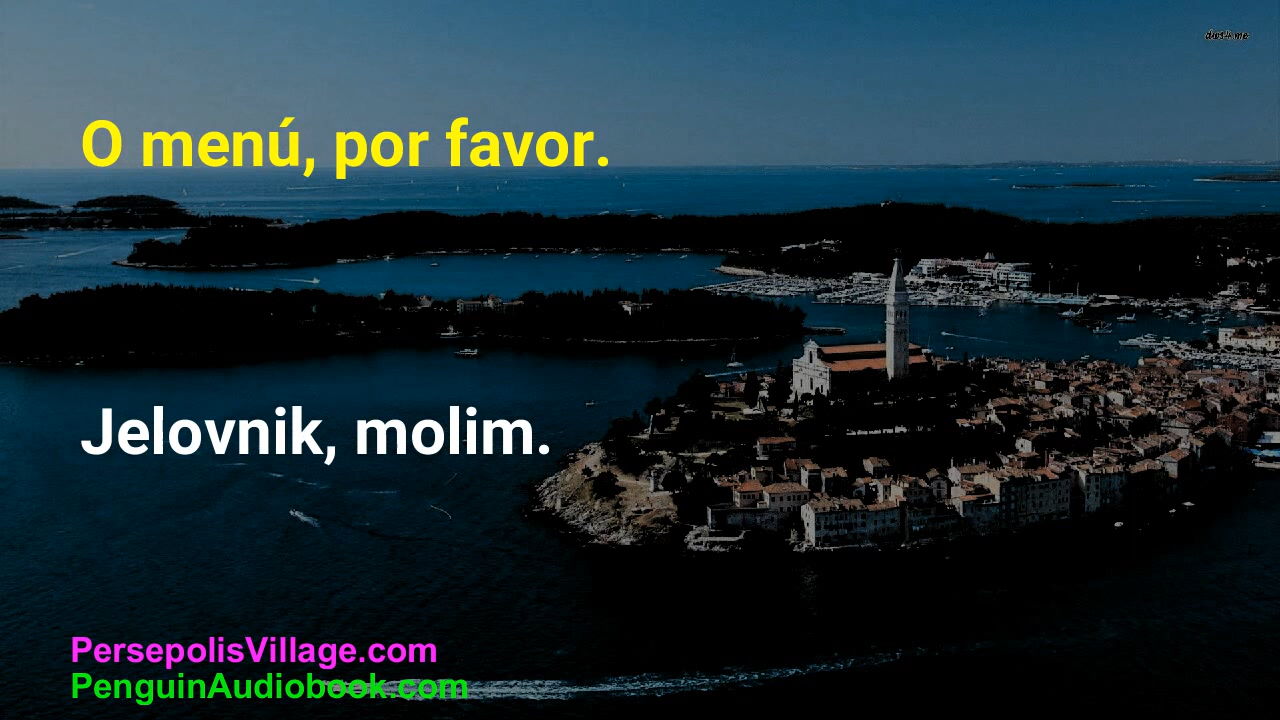 O menú, por favor.
Jelovnik, molim.
PersepolisVillage.com
PenguinAudiobook.com